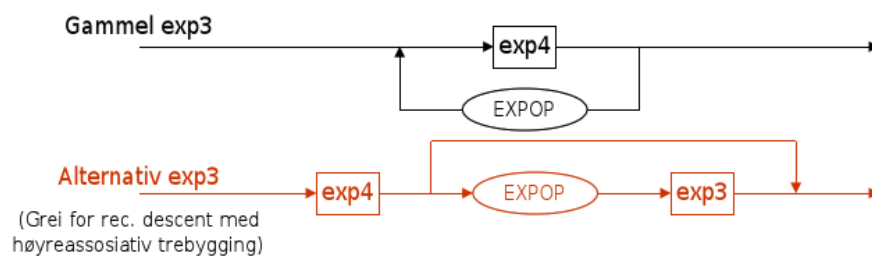 Gammel exp3
exp4
EXPOP
Alternativ exp3
exp4
EXPOP
exp3
(Grei for rec. descent med
høyreassosiativ trebygging)